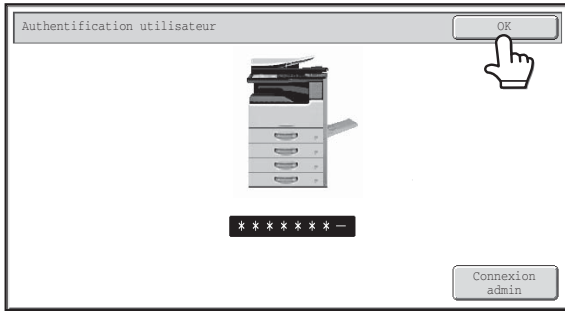 Authentification utilisateur
OK
*******–
Connexion
admin